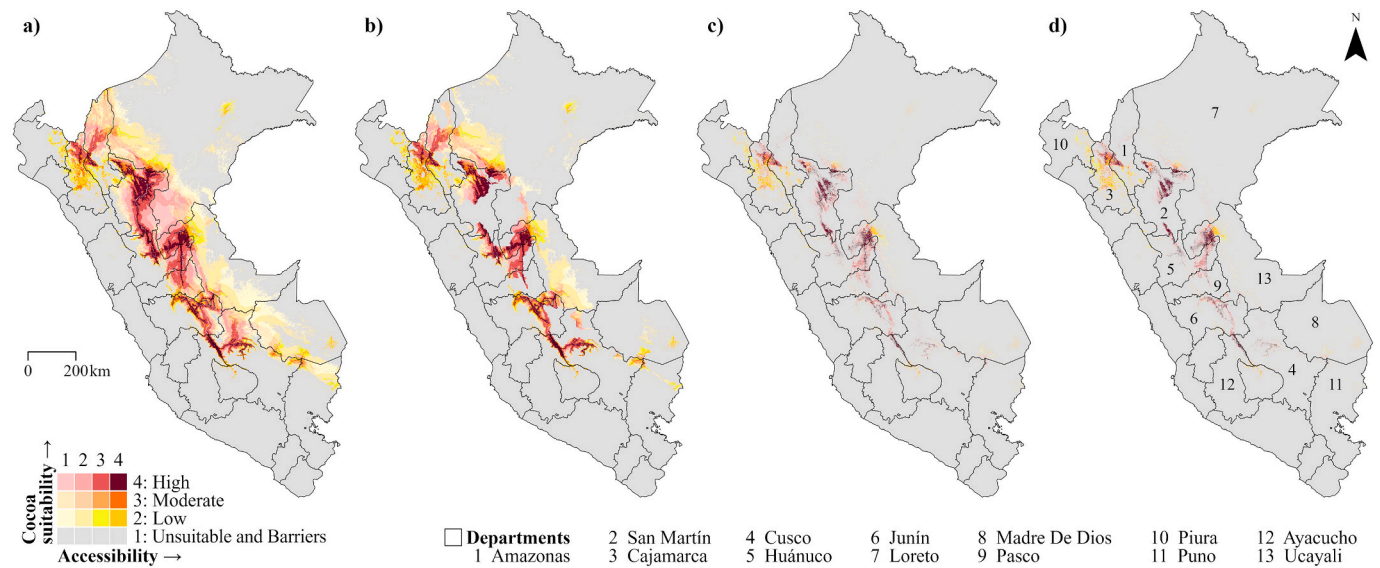 a)
b)
c)
d)
N
7
10
1
3
2
5
13
9
6
8
4
12
11
0 200 km
Cocoa suitability →
1 2 3 4
4: High
3: Moderate
2: Low
1: Unsuitable and Barriers
Accessibility →
Departments
1 Amazonas
2 San Martín
3 Cajamarca
4 Cusco
5 Huánuco
6 Junín
7 Loreto
8 Madre De Dios
9 Pasco
10 Piura
11 Puno
12 Ayacucho
13 Ucayali